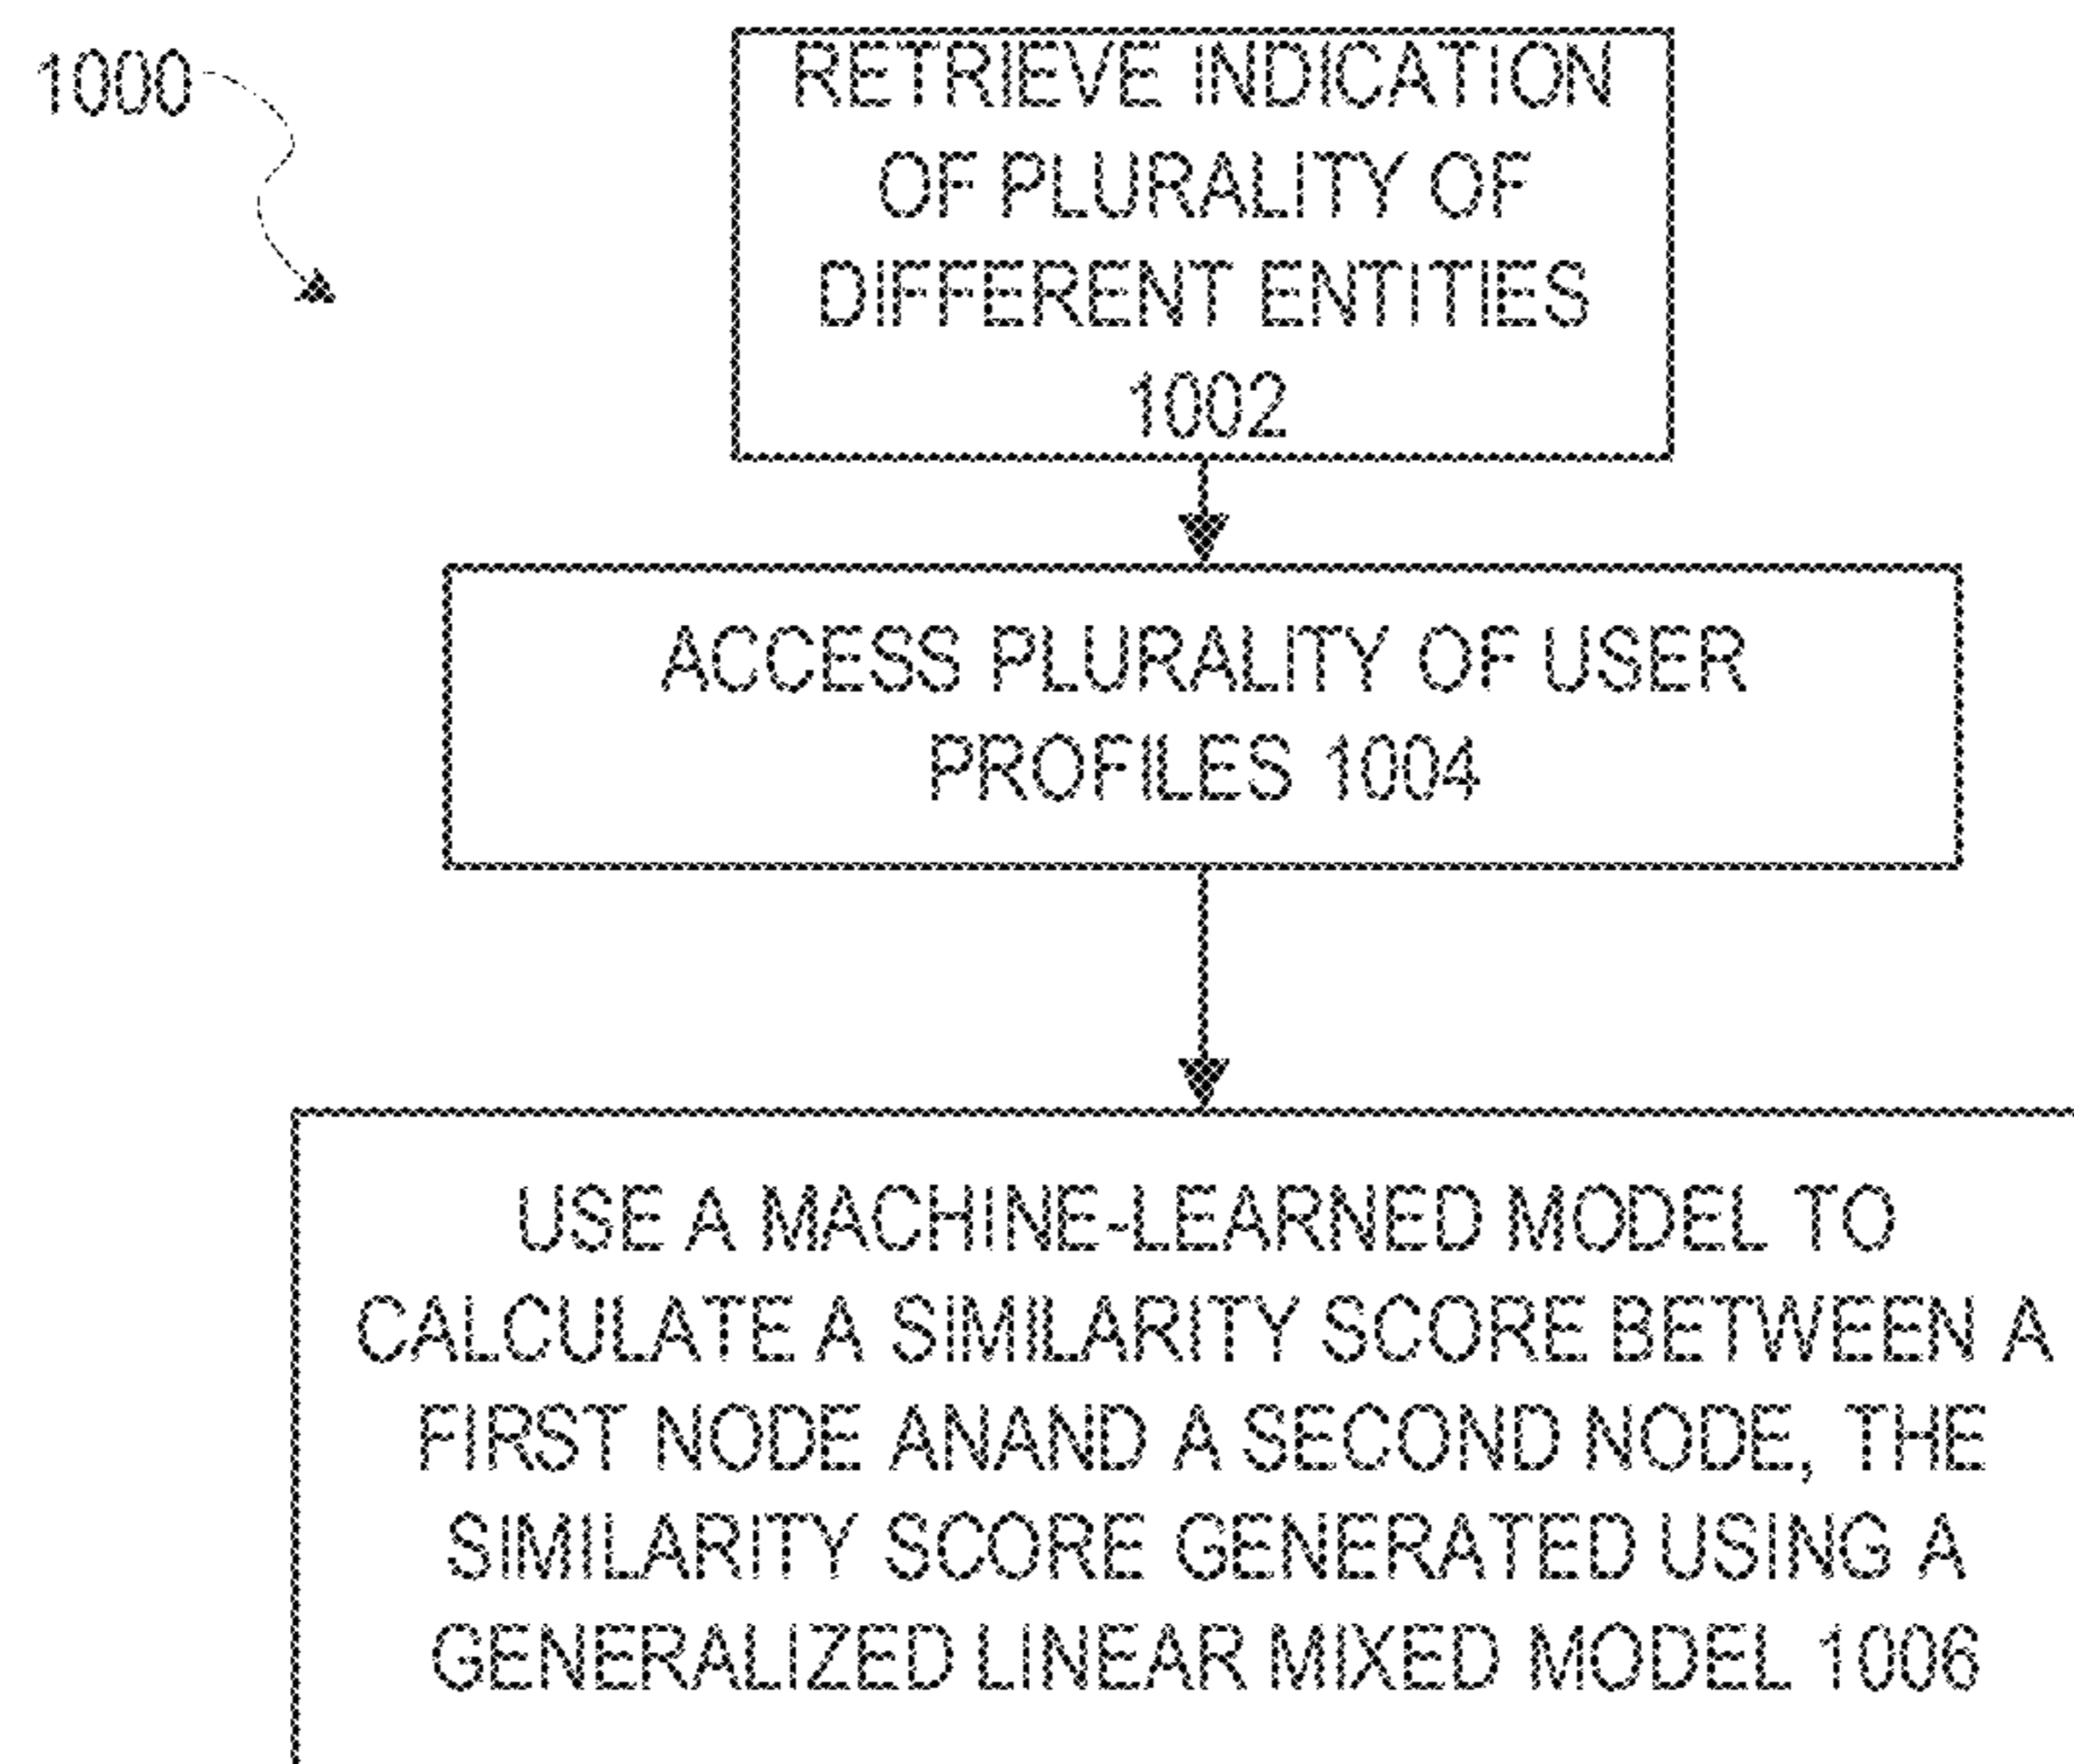 1000
RETRIEVE INDICATION
OF PLURALITY OF
DIFFERENT ENTITIES
1002
ACCESS PLURALITY OF USER
PROFILES 1004
USE A MACHINE-LEARNED MODEL TO
CALCULATE A SIMILARITY SCORE BETWEEN A
FIRST NODE ANAND A SECOND NODE, THE
SIMILARITY SCORE GENERATED USING A
GENERALIZED LINEAR MIXED MODEL 1006